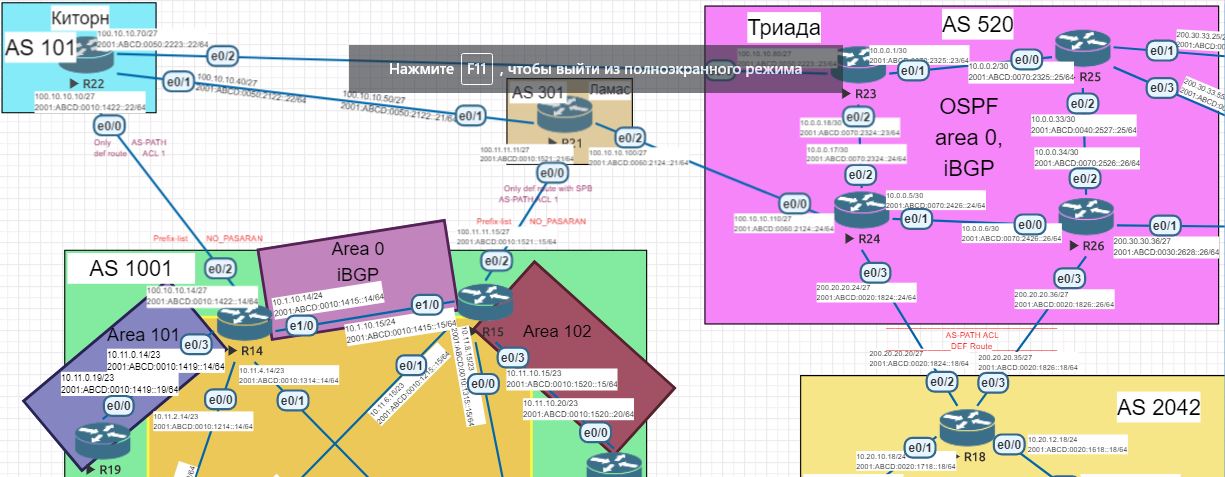 Киторн
AS 101
100.10.10.70/27
2001:ABCD:0050:2223::22/64
e0/2
R22
e0/1
100.10.10.40/27
2001:ABCD:0050:2122::22/64
100.10.10.10/27
2001:ABCD:0010:1422::22/64
e0/0
Only
def route
AS-PATH
ACL 1
Нажмите F11 , чтобы выйти из полноэкранного режима
100.10.10.50/27
2001:ABCD:0050:2122::21/64
e0/1
AS 301
Ламас
R21
e0/2
100.11.11.11/27
2001:ABCD:0010:1521::21/64
100.10.10.100/27
2001:ABCD:0060:2124::21/64
e0/0
Only def route with SPB
AS-PATH ACL 1
Prefix-list NO_PASARAN
100.11.11.15/27
2001:ABCD:0010:1521::15/64
e0/2
Триада
AS 520
100.10.10.80/27
10.0.0.1/30
2001:ABCD:0070:2325::23/64
R23
e0/1
10.0.0.2/30
2001:ABCD:0070:2325::25/64
e0/0
R25
e0/1
e0/3
e0/2
OSPF
area 0,
iBGP
e0/2
10.0.0.18/30
2001:ABCD:0070:2324::23/64
10.0.0.17/30
2001:ABCD:0070:2324::24/64
e0/2
10.0.0.33/30
2001:ABCD:0040:2527::25/64
10.0.0.34/30
2001:ABCD:0070:2526::26/64
e0/2
e0/0
100.10.10.110/27
2001:ABCD:0060:2124::24/64
R24
10.0.0.5/30
2001:ABCD:0070:2426::24/64
e0/1
10.0.0.6/30
2001:ABCD:0070:2426::26/64
e0/0
R26
e0/1
200.30.30.36/27
2001:ABCD:0030:2628::26/64
e0/3
200.20.20.24/27
2001:ABCD:0020:1824::24/64
e0/3
200.20.20.36/27
2001:ABCD:0020:1826::26/64
AS-PATH ACL
DEF Route
200.20.20.20/27
2001:ABCD:0020:1824::18/64
200.20.20.35/27
2001:ABCD:0020:1826::18/64
e0/2
e0/3
AS 2042
R18
e0/1
10.20.10.18/24
2001:ABCD:0020:1718::18/64
e0/0
10.20.12.18/24
2001:ABCD:0020:1618::18/64
Prefix-list NO_PASARAN
AS 1001
e0/2
100.10.10.14/27
2001:ABCD:0010:1422::14/64
Area 0
iBGP
10.1.10.14/24
2001:ABCD:0010:1415::14/64
e1/0
e1/0
10.1.10.15/24
2001:ABCD:0010:1415::15/64
R14
R15
Area 101
e0/3
10.11.0.14/23
2001:ABCD:0010:1419::14/64
10.11.0.19/23
2001:ABCD:0010:1419::19/64
e0/0
R19
10.11.4.14/23
2001:ABCD:0010:1314::14/64
e0/0
e0/1
10.11.2.14/23
2001:ABCD:0010:1214::14/64
e0/1
10.11.6.15/23
2001:ABCD:0010:1215::15/64
10.11.8.15/23
2001:ABCD:0010:1315::15/64
e0/0
Area 102
e0/3
10.11.10.15/23
2001:ABCD:0010:1520::15/64
10.11.10.20/23
2001:ABCD:0010:1520::20/64
e0/0